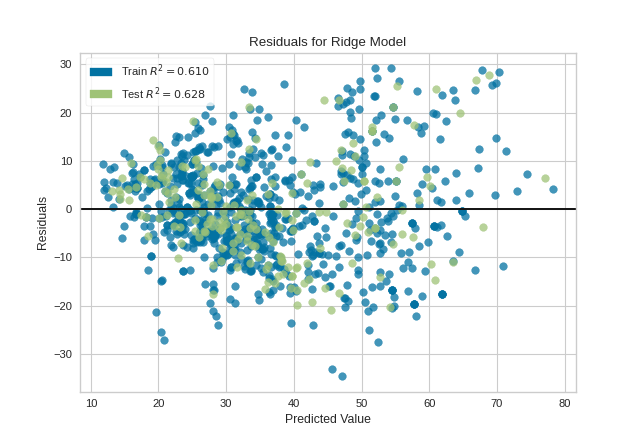 Residuals for Ridge Model
Train R² = 0.610
Test R² = 0.628
30
20
10
0
−10
−20
−30
Residuals
10 20 30 40 50 60 70 80
Predicted Value